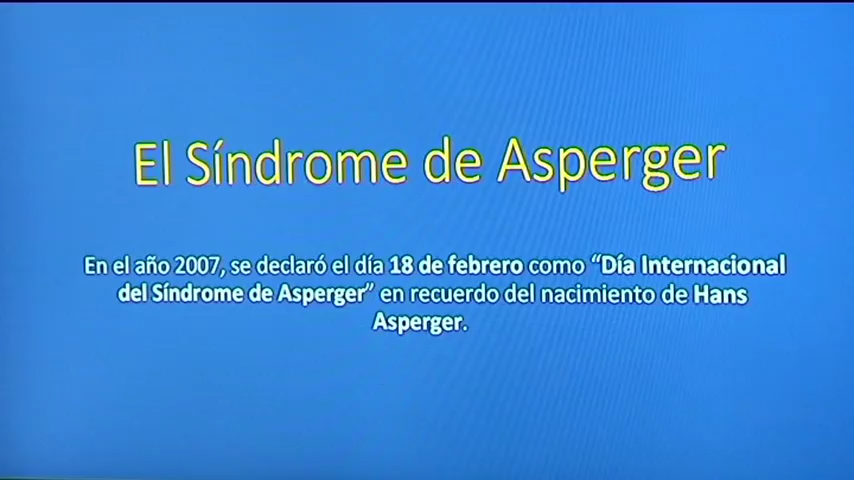 El Síndrome de Asperger
En el año 2007, se declaró el día 18 de febrero como “Día Internacional
del Síndrome de Asperger” en recuerdo del nacimiento de Hans
Asperger.